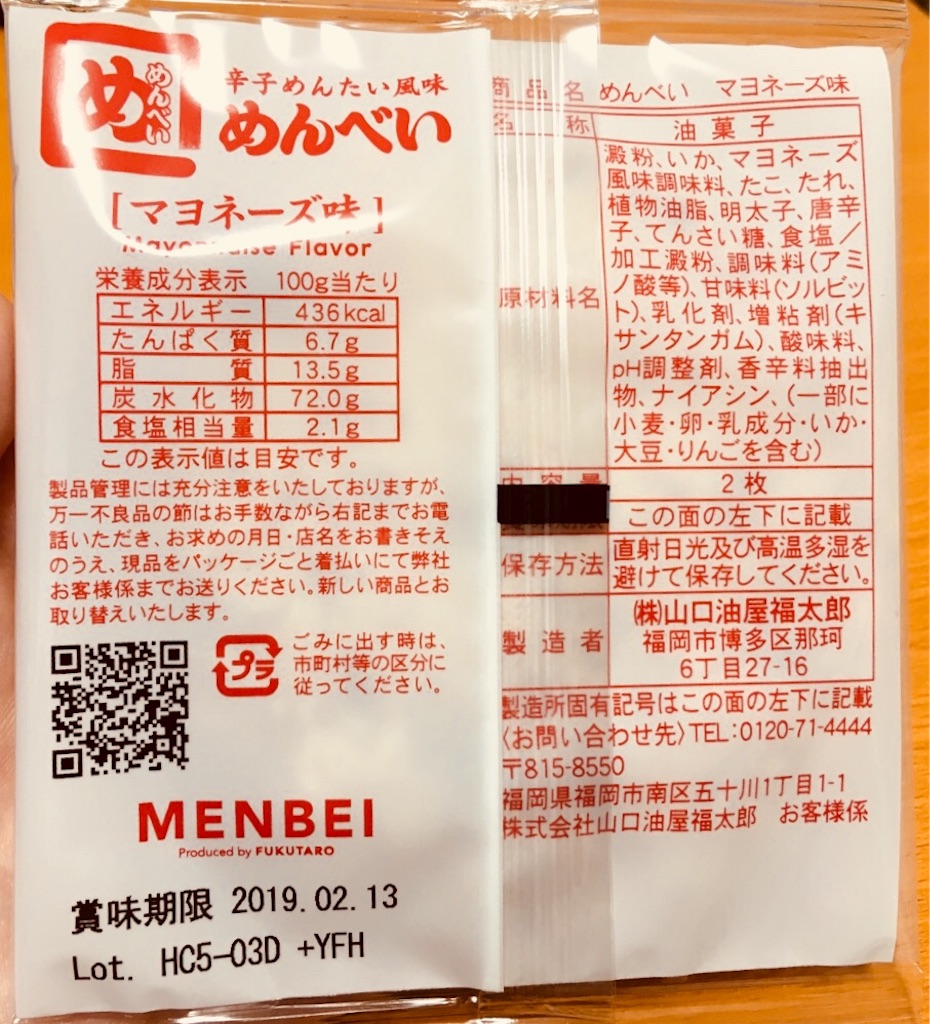 め
めんべい
辛子めんたい風味
めんべい
［マヨネーズ味］
Mayonnaise Flavor
栄養成分表示 100g当たり
エネルギー 436kcal
たんぱく質 6.7g
脂質 13.5g
炭水化物 72.0g
食塩相当量 2.1g
この表示値は目安です。
製品管理には充分注意をいたしておりますが、
万一不良品の節はお手数ながら右記までお電
話いただき、お求めの月日・店名をお書きそえ
のうえ、現品をパッケージごと着払いにて弊社
お客様係までお送りください。新しい商品とお
取り替えいたします。
プラ
ごみに出す時は、
市町村等の区分に
従ってください。
MENBEI
Produced by FUKUTARO
賞味期限 2019.02.13
Lot. HC5-03D +YFH
商品名 めんべい マヨネーズ味
名称 油菓子
原材料名
澱粉、いか、マヨネーズ
風味調味料、たこ、たれ、
植物油脂、明太子、唐辛
子、てんさい糖、食塩／
加工澱粉、調味料（アミ
ノ酸等）、甘味料（ソルビッ
ト）、乳化剤、増粘剤（キ
サンタンガム）、酸味料、
pH調整剤、香辛料抽出
物、ナイアシン、（一部に
小麦・卵・乳成分・いか・
大豆・りんごを含む）
内容量 2枚
この面の左下に記載
保存方法
直射日光及び高温多湿を
避けて保存してください。
製造者
㈱山口油屋福太郎
福岡市博多区那珂
6丁目27-16
製造所固有記号はこの面の左下に記載
〈お問い合わせ先〉TEL：0120-71-4444
〒815-8550
福岡県福岡市南区五十川1丁目1-1
株式会社山口油屋福太郎 お客様係